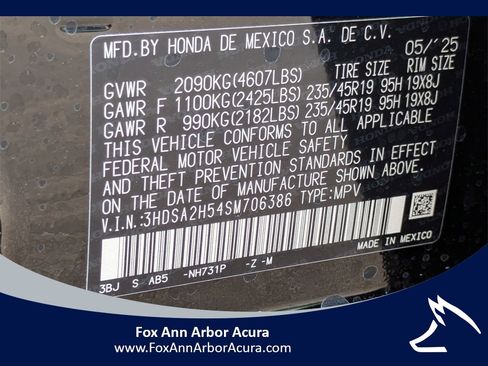 MFD.BY HONDA DE MEXICO S.A. DE C.V.
05/'25
TIRE SIZE RIM SIZE
GVWR 2090KG(4607LBS)
GAWR F 1100KG(2425LBS) 235/45R19 95H 19X8J
GAWR R 990KG(2182LBS) 235/45R19 95H 19X8J
THIS VEHICLE CONFORMS TO ALL APPLICABLE
FEDERAL MOTOR VEHICLE SAFETY
AND THEFT PREVENTION STANDARDS IN EFFECT
ON THE DATE OF MANUFACTURE SHOWN ABOVE.
V.I.N.:3HDSA2H54SM706386 TYPE:MPV
3BJ S AB5 -NH731P -Z -M
MADE IN MEXICO
Fox Ann Arbor Acura
www.FoxAnnArborAcura.com